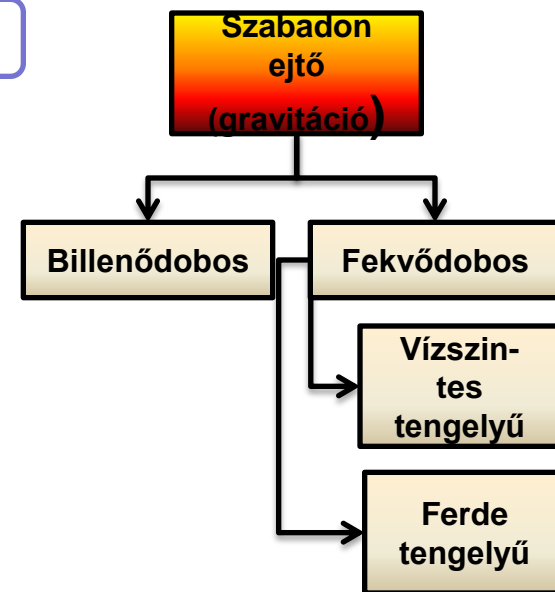 Szabadon
ejtő
(gravitáció)
Billenődobos
Fekvődobos
Vízszin-
tes
tengelyű
Ferde
tengelyű